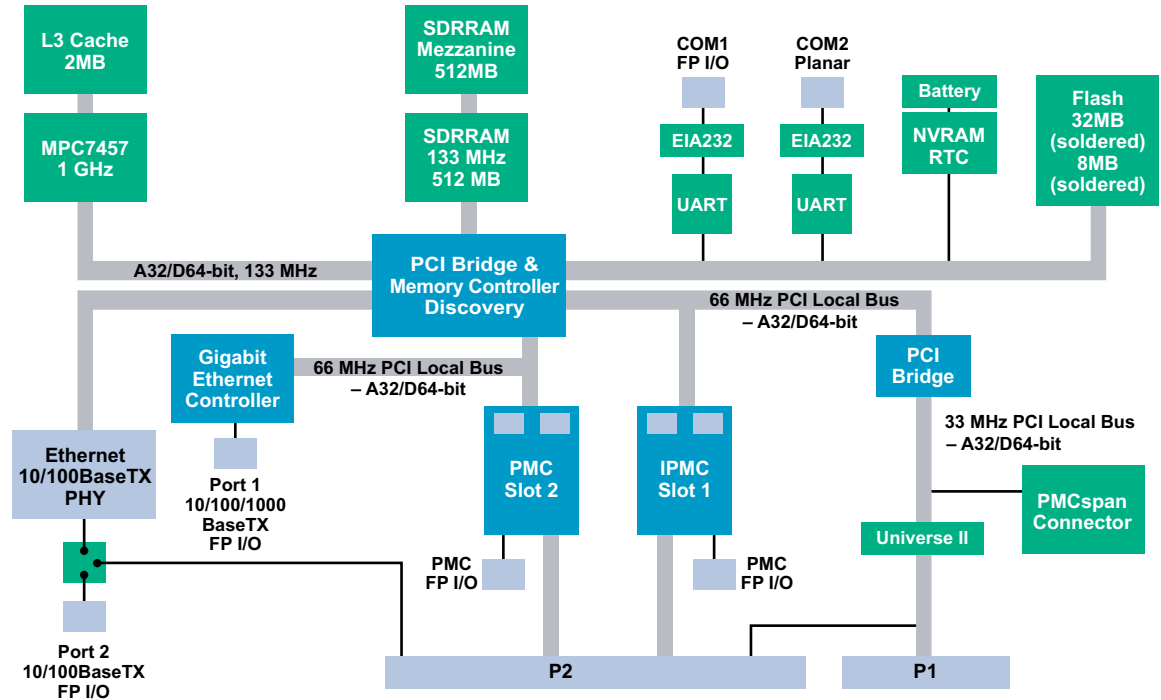 L3 Cache
2MB
SDRRAM
Mezzanine
512MB
COM1
FP I/O
COM2
Planar
Battery
Flash
32MB
(soldered)
8MB
(soldered)
MPC7457
1 GHz
SDRRAM
133 MHz
512 MB
EIA232
EIA232
NVRAM
RTC
UART
UART
A32/D64-bit, 133 MHz
PCI Bridge &
Memory Controller
Discovery
66 MHz PCI Local Bus
– A32/D64-bit
Gigabit
Ethernet
Controller
66 MHz PCI Local Bus
– A32/D64-bit
PCI
Bridge
33 MHz PCI Local Bus
– A32/D64-bit
Ethernet
10/100BaseTX
PHY
Port 1
10/100/1000
BaseTX
FP I/O
PMC
Slot 2
IPMC
Slot 1
PMCspan
Connector
Universe II
PMC
FP I/O
PMC
FP I/O
Port 2
10/100BaseTX
FP I/O
P2
P1